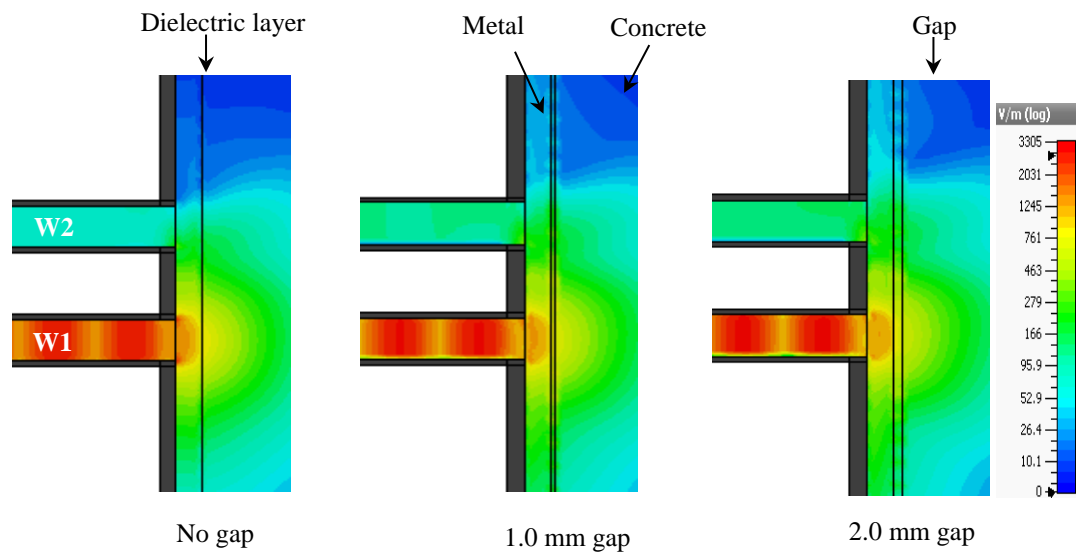 Dielectric layer
Metal
Concrete
Gap
V/m (log)
3305
2031
1245
761
463
279
166
95.9
52.9
26.4
10.1
0
W2
W1
No gap
1.0 mm gap
2.0 mm gap